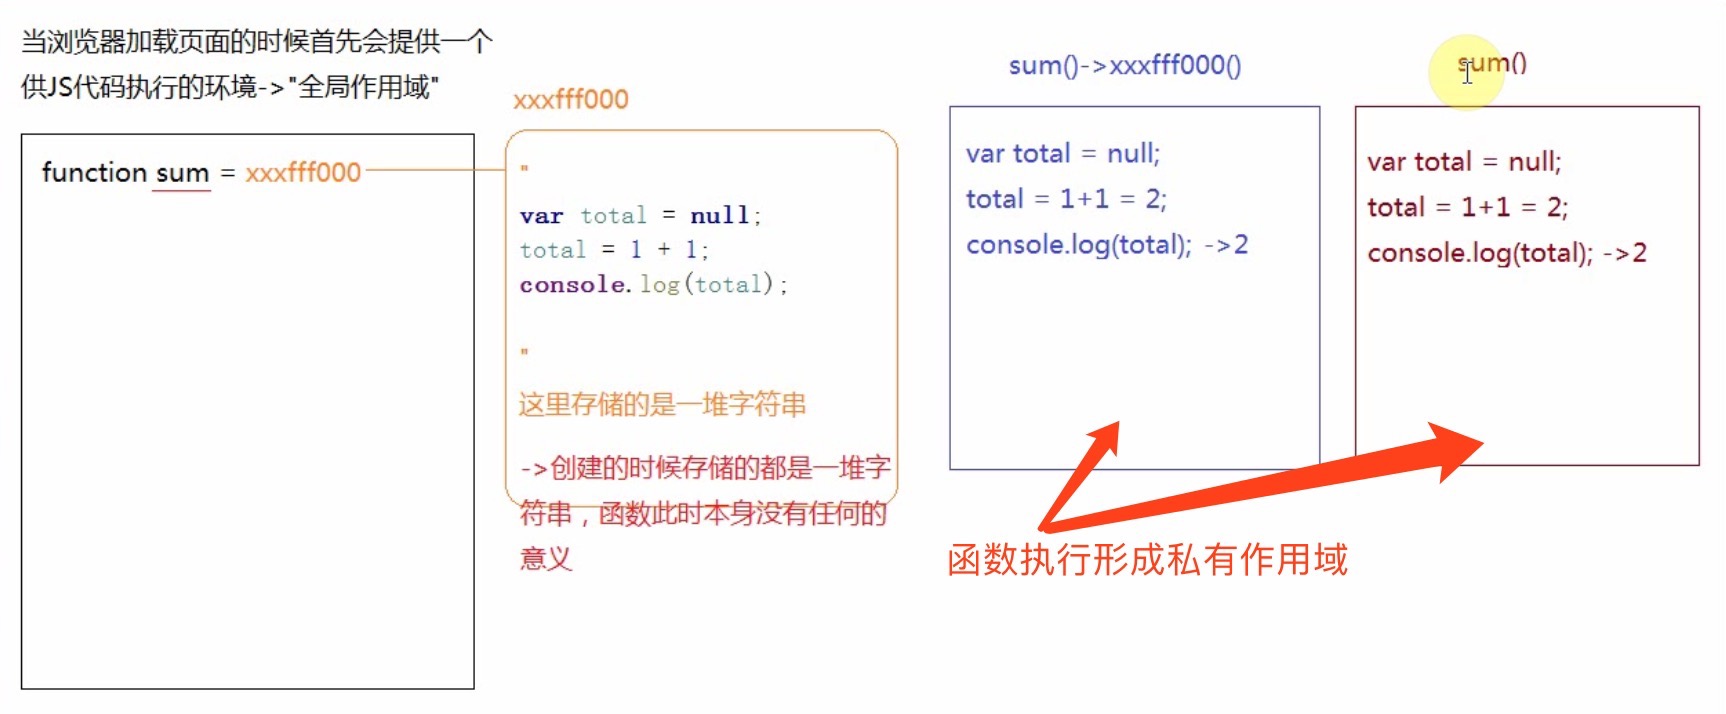 当浏览器加载页面的时候首先会提供一个
供JS代码执行的环境->"全局作用域"
function sum = xxxfff000
xxxfff000
"
var total = null;
total = 1 + 1;
console.log(total);
"
这里存储的是一堆字符串
->创建的时候存储的都是一堆字
符串，函数此时本身没有任何的
意义
sum()->xxxfff000()
var total = null;
total = 1+1 = 2;
console.log(total); ->2
sum()
var total = null;
total = 1+1 = 2;
console.log(total); ->2
函数执行形成私有作用域